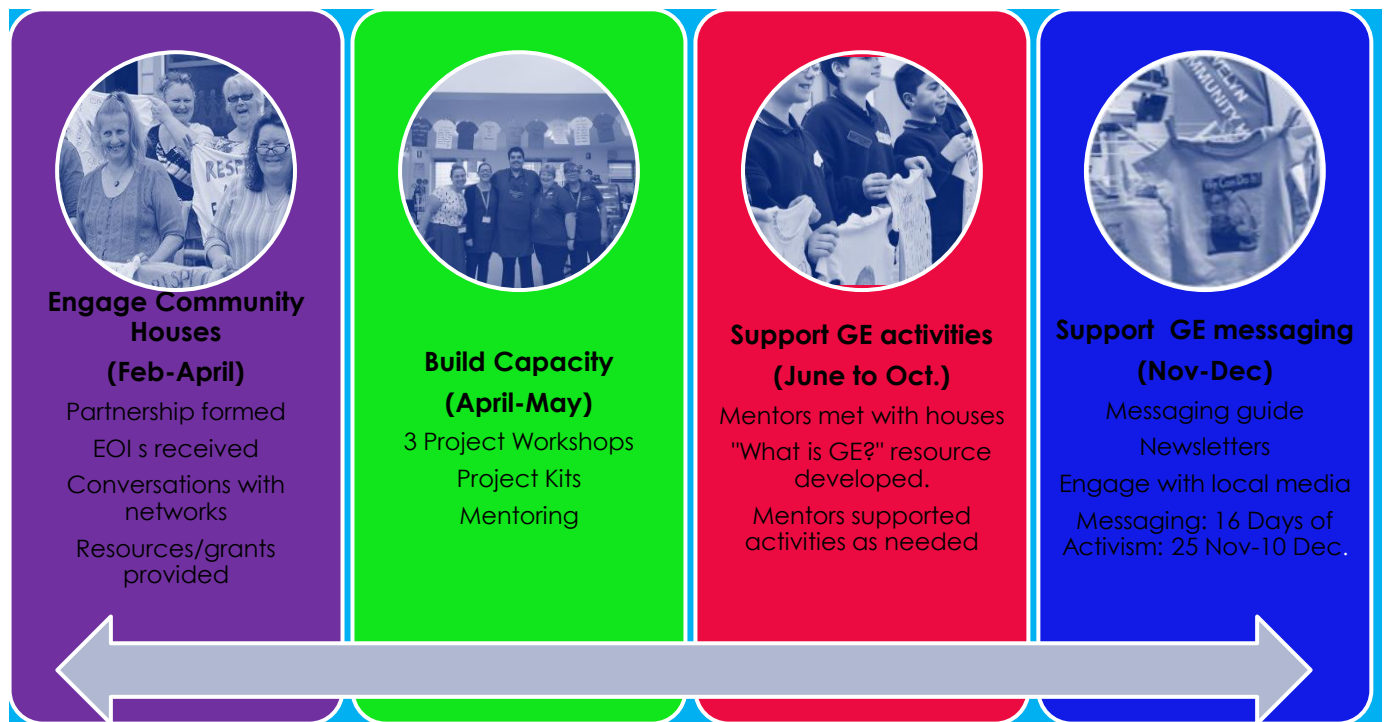 RESPE
Engage Community
Houses
(Feb-April)
Partnership formed
EOI s received
Conversations with
networks
Resources/grants
provided
Build Capacity
(April-May)
3 Project Workshops
Project Kits
Mentoring
Support GE activities
(June to Oct.)
Mentors met with houses
"What is GE?" resource
developed.
Mentors supported
activities as needed
VELYN
MMUNITY
Support  GE messaging
(Nov-Dec)
Messaging guide
Newsletters
Engage with local media
Messaging: 16 Days of
Activism: 25 Nov-10 Dec.